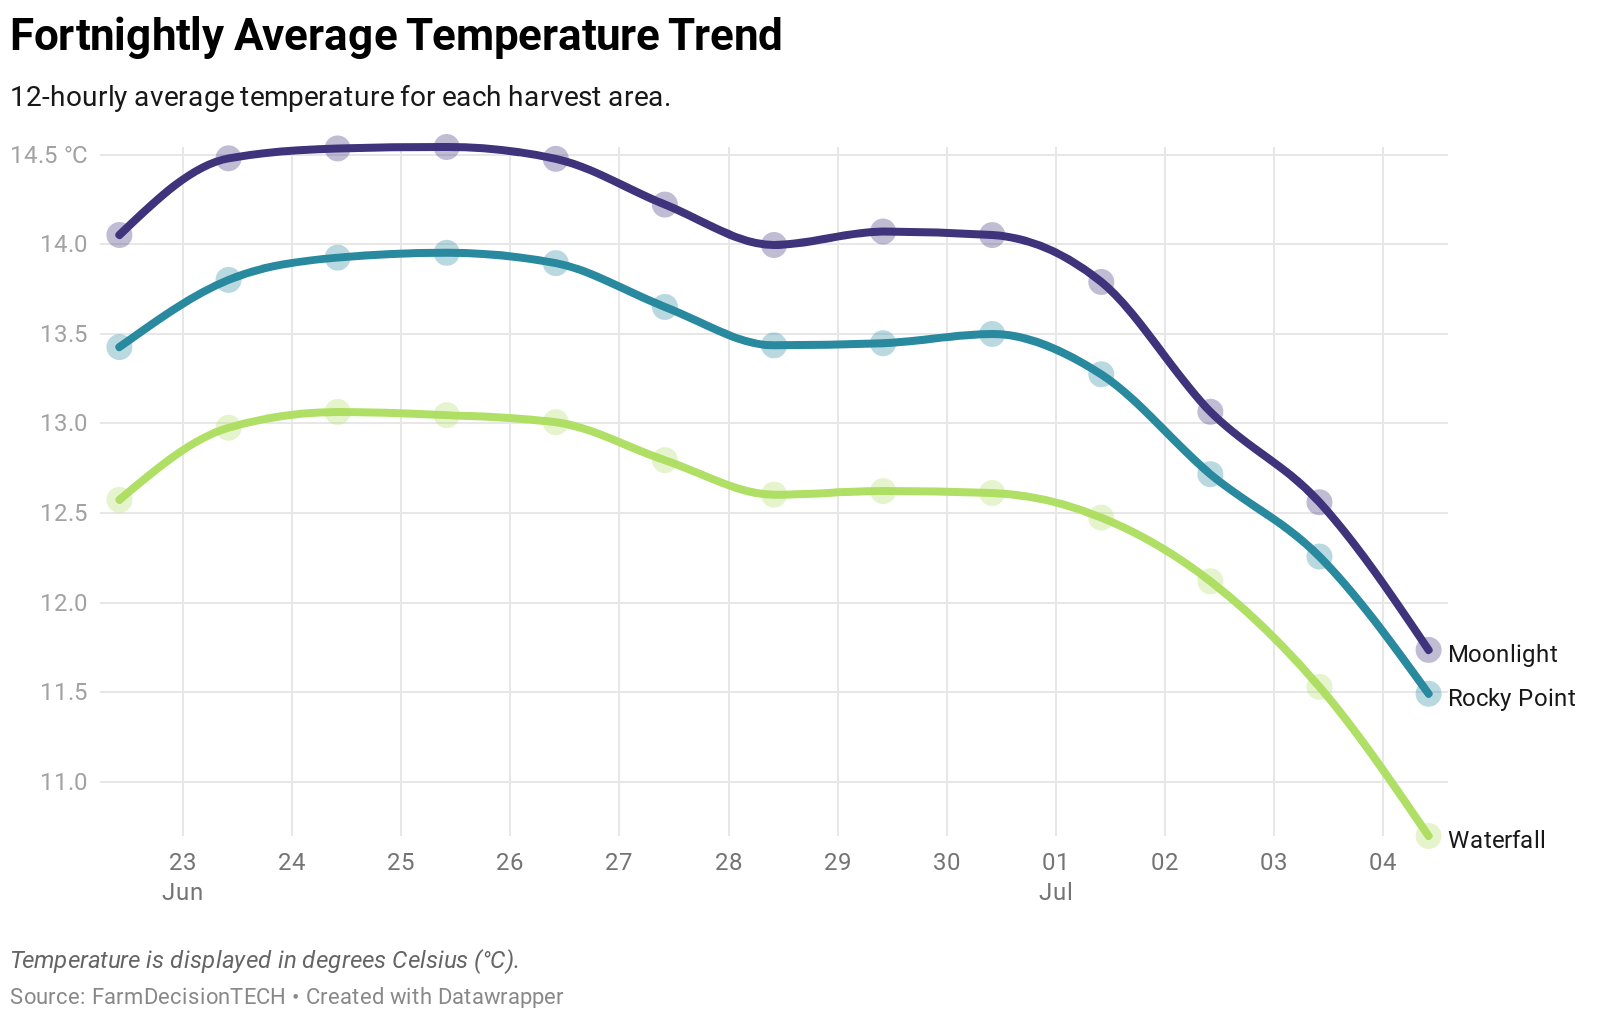 Fortnightly Average Temperature Trend
12-hourly average temperature for each harvest area.
14.5 °C
14.0
13.5
13.0
12.5
12.0
11.5
11.0
Moonlight
Rocky Point
Waterfall
23 24 25 26 27 28 29 30 01 02 03 04
Jun Jul
Temperature is displayed in degrees Celsius (°C).
Source: FarmDecisionTECH • Created with Datawrapper